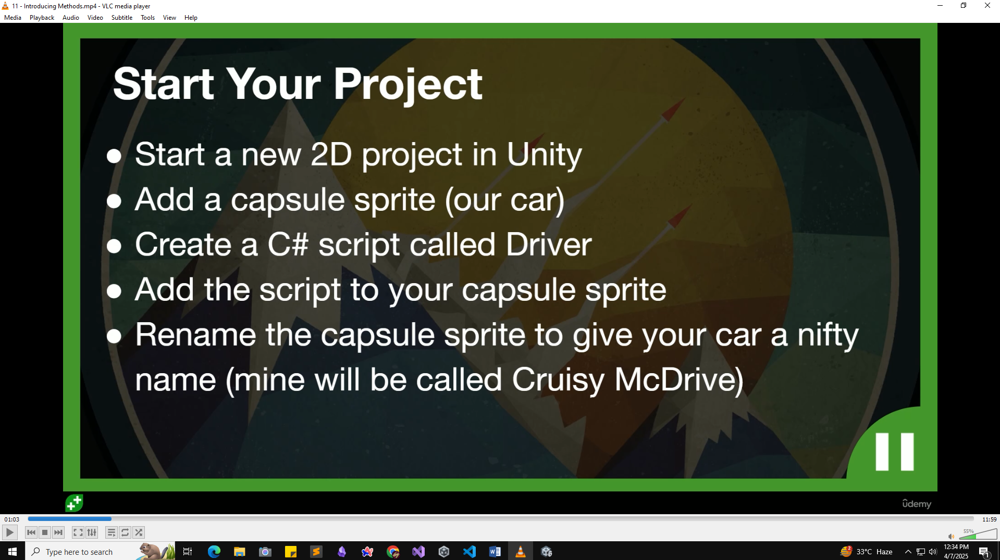 11 - Introducing Methods.mp4 - VLC media player
Media Playback Audio Video Subtitle Tools View Help
Start Your Project
● Start a new 2D project in Unity
● Add a capsule sprite (our car)
● Create a C# script called Driver
● Add the script to your capsule sprite
● Rename the capsule sprite to give your car a nifty
name (mine will be called Cruisy McDrive)
ûdemy
01:03
11:59
55%
Type here to search
2
33°C Haze
12:34 PM
4/7/2025
1